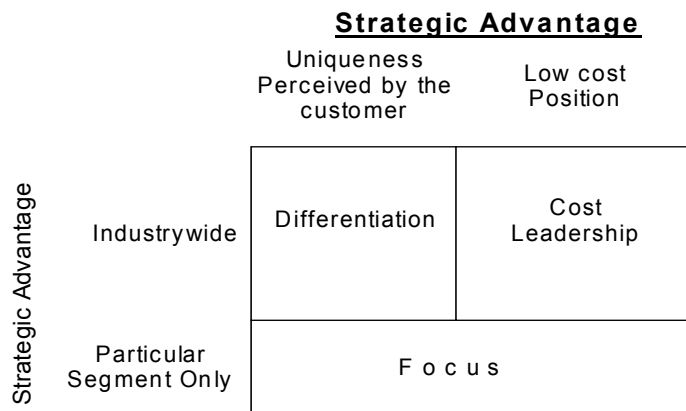 Strategic Advantage
Uniqueness
Perceived by the
customer
Low cost
Position
Strategic Advantage
Industrywide
Differentiation
Cost
Leadership
Particular
Segment Only
Focus